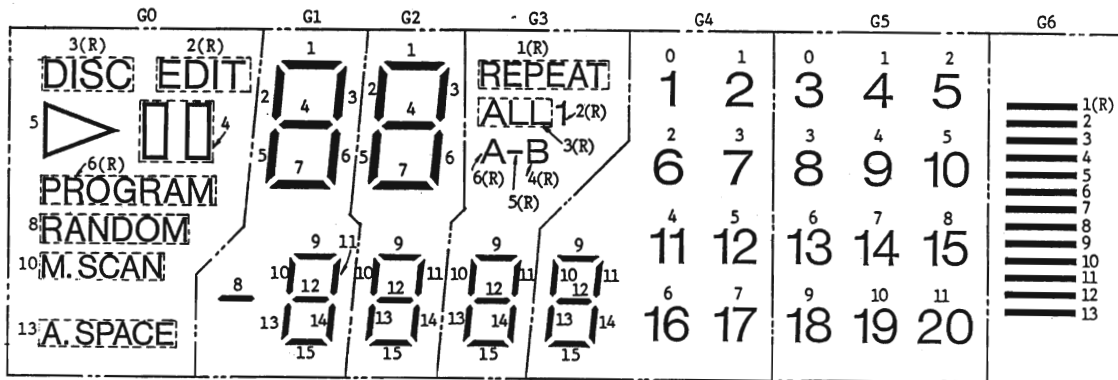 G0 G1 G2 G3 G4 G5 G6
3(R) 2(R) 1 1 1(R) 0 1 0 1 2
DISC EDIT REPEAT 1 2 3 4 5
2 4 3 2 4 3
5 4 ALL 1 2(R) 1(R)
3(R) 2
2 3 3 4 5 3
5 7 6 5 7 6 A-B 6 7 8 9 10 4
6(R) 6(R) 4(R) 5
PROGRAM 5(R) 6
8 RANDOM 4 5 6 7 8 7
9 11 9 9 9 11 12 13 14 15 8
10 M. SCAN 10 12 10 12 11 10 12 11 10 12 11 9
8 6 7 9 10 11 10
13 14 13 14 13 14 13 14 16 17 18 19 20 11
13 A. SPACE 12
15 15 15 15 13